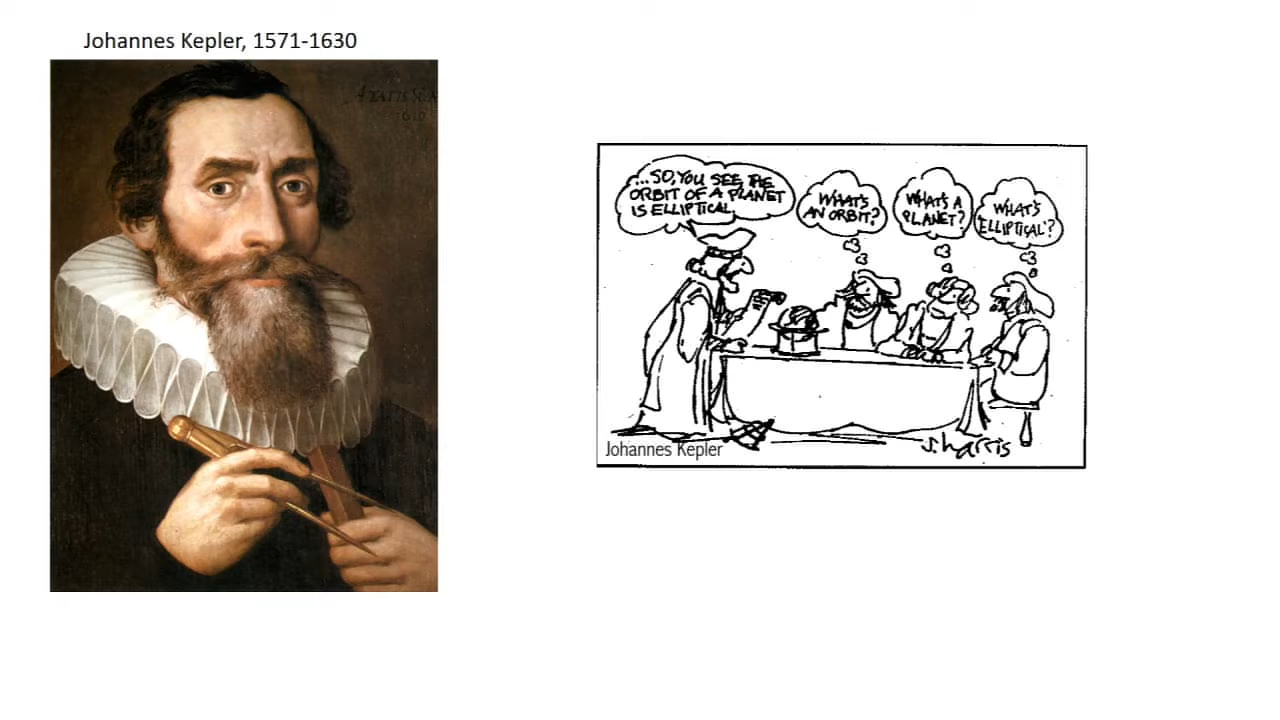 Johannes Kepler, 1571-1630
...SO, YOU SEE, THE
ORBIT OF A PLANET
IS ELLIPTICAL.
WHAT'S
AN ORBIT?
WHAT'S A
PLANET?
WHAT'S
'ELLIPTICAL'?
Johannes Kepler
S. harris